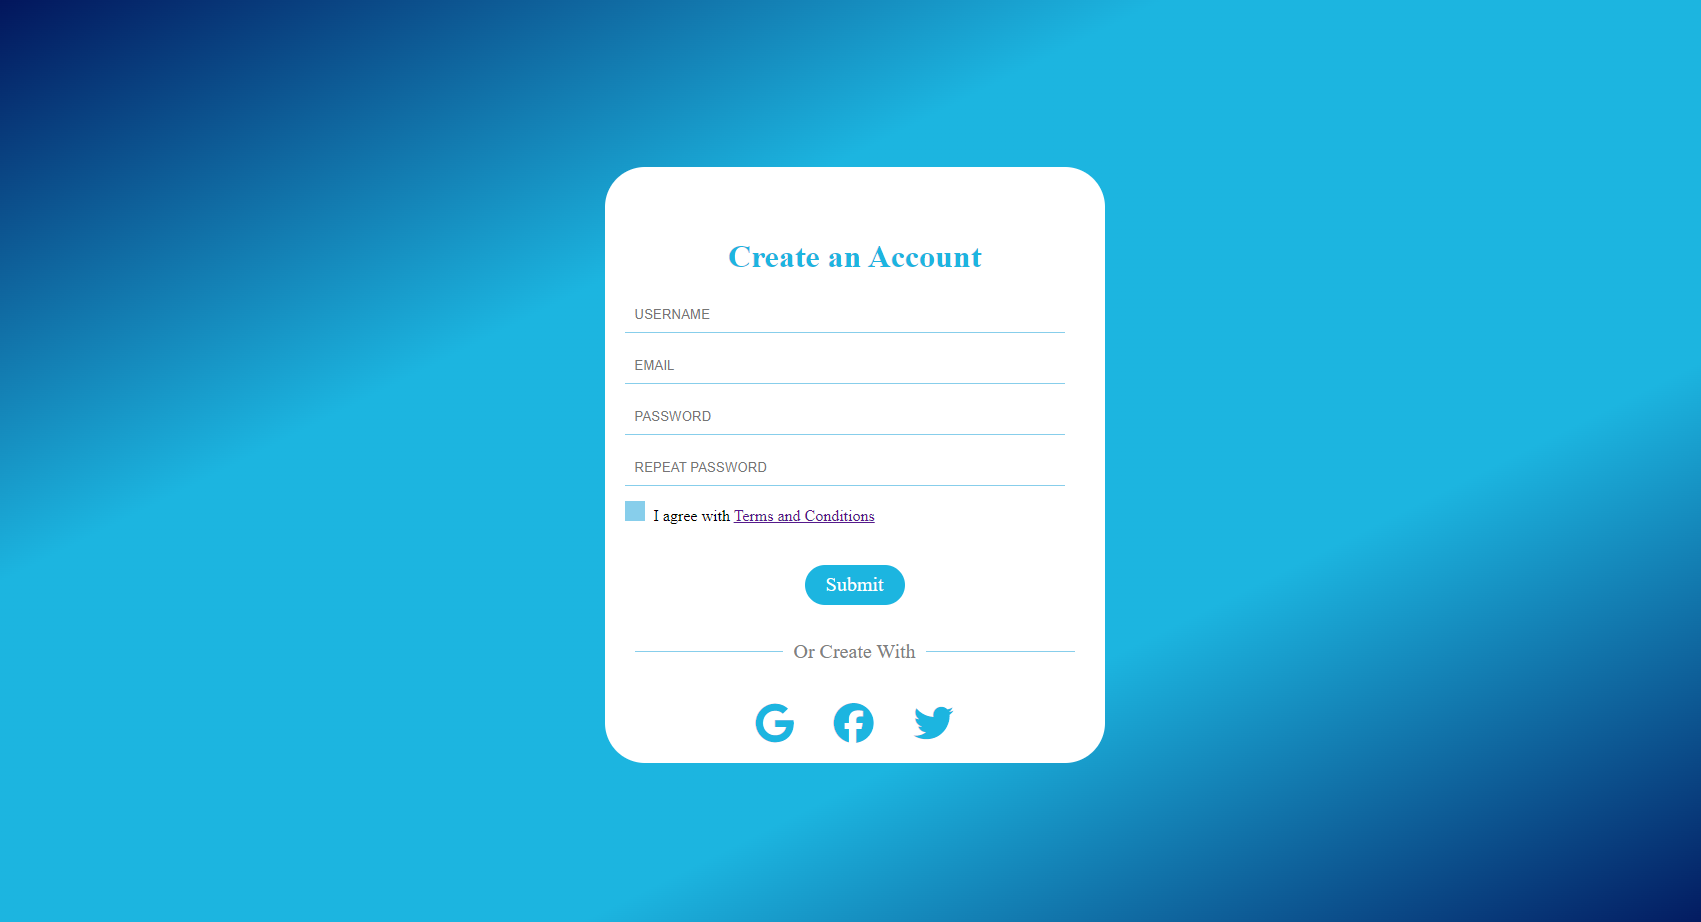 Create an Account
USERNAME
EMAIL
PASSWORD
REPEAT PASSWORD
I agree with Terms and Conditions
Submit
Or Create With